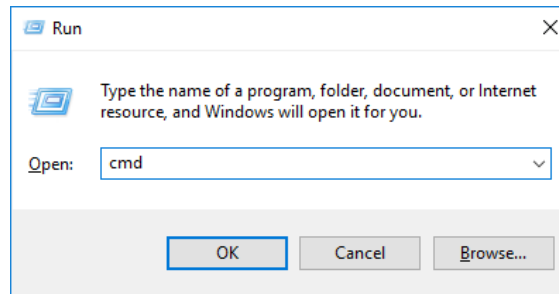 Run
Type the name of a program, folder, document, or Internet
resource, and Windows will open it for you.
Open:
cmd
OK
Cancel
Browse...